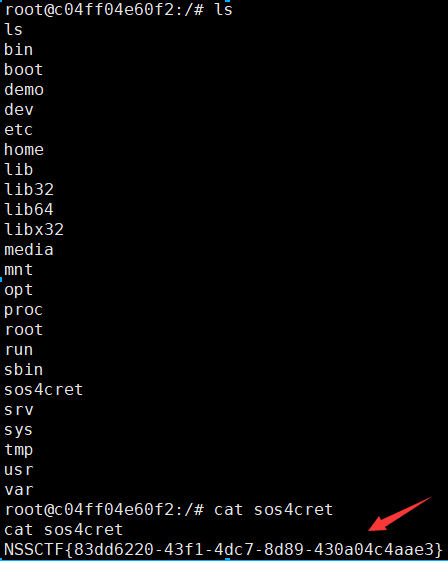 root@c04ff04e60f2:/# ls
ls
bin
boot
demo
dev
etc
home
lib
lib32
lib64
libx32
media
mnt
opt
proc
root
run
sbin
sos4cret
srv
sys
tmp
usr
var
root@c04ff04e60f2:/# cat sos4cret
cat sos4cret
NSSCTF{83dd6220-43f1-4dc7-8d89-430a04c4aae3}